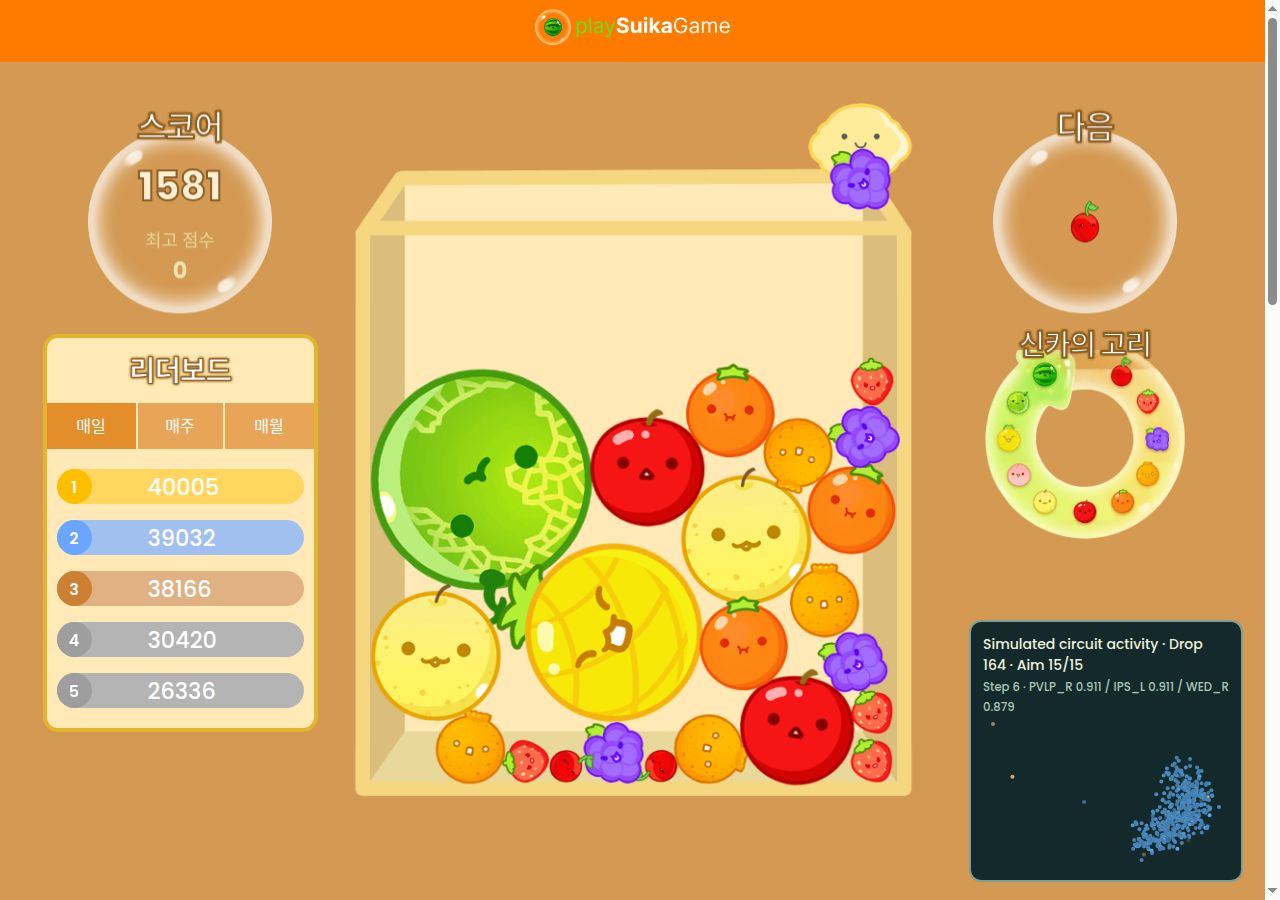 playSuikaGame
스코어
1581
최고 점수
0
다음
리더보드
매일 매주 매월
1 40005
2 39032
3 38166
4 30420
5 26336
신카의 고리
Simulated circuit activity · Drop
164 · Aim 15/15
Step 6 · PVLP_R 0.911 / IPS_L 0.911 / WED_R
0.879